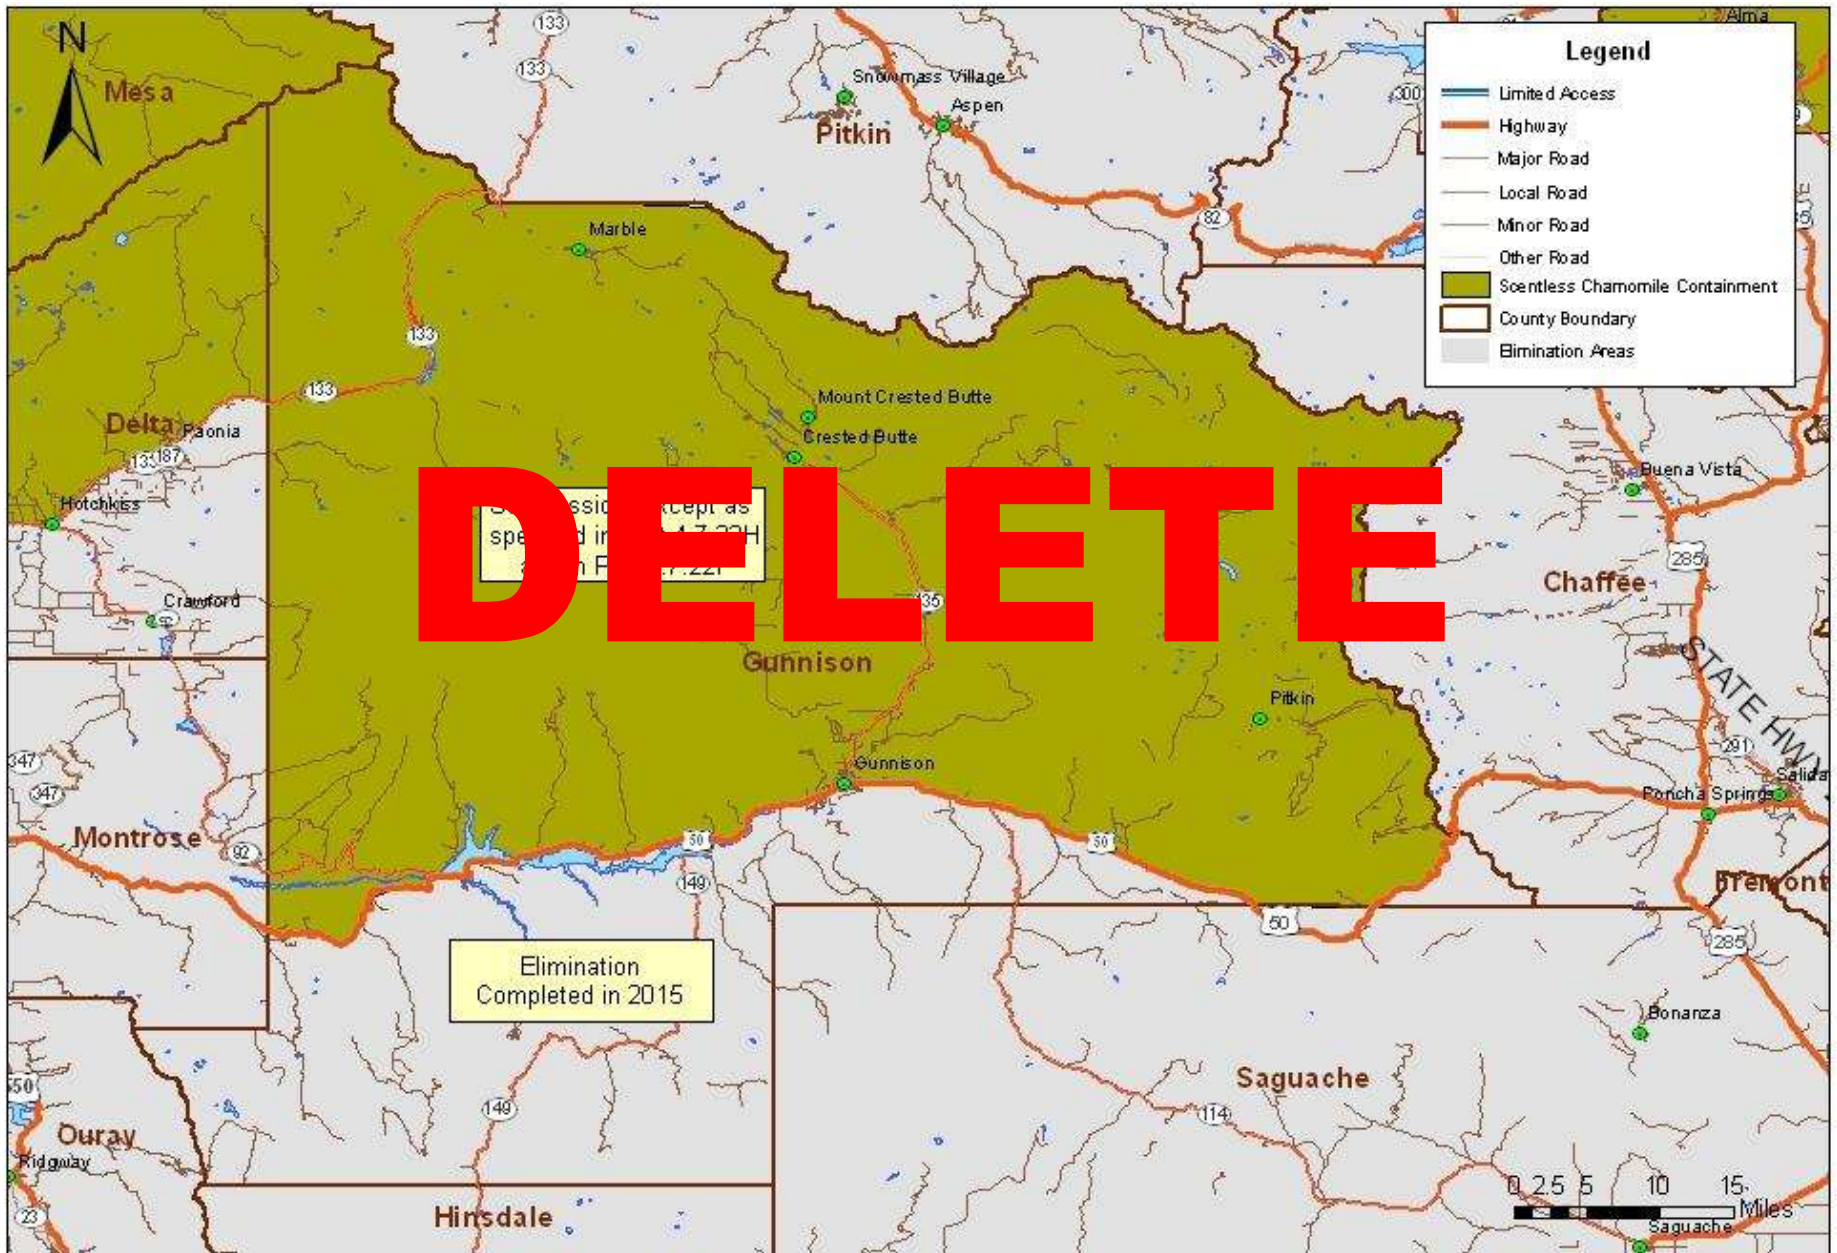 N
Mesa
133
133
Snowmass Village
Aspen
Pitkin
Alma
300
82
Legend
Limited Access
Highway
Major Road
Local Road
Minor Road
Other Road
Scentless Chamomile Containment
County Boundary
Elimination Areas
Marble
133
133
Delta
Paonia
187
Hotchkiss
Mount Crested Butte
Crested Butte
Buena Vista
DELETE
Crawford
92
285
Chaffee
Gunnison
Pitkin
STATE HWY
291
Salida
Poncha Springs
347
347
Montrose
92
Gunnison
50
50
149
50
Fremont
285
Elimination
Completed in 2015
Bonanza
550
Ouray
Ridgway
23
149
Saguache
114
Hinsdale
0 2.5 5 10 15
Miles
Saguache